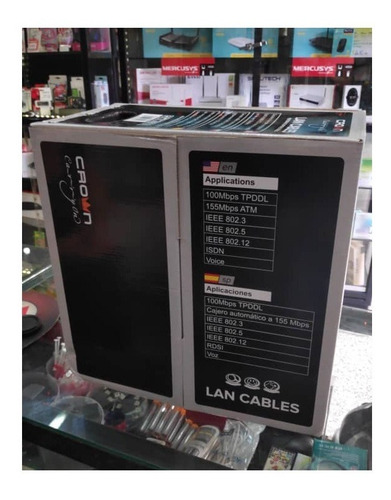 MERCUSYS
MERCUSYS
CROWN
en
Applications
100Mbps TPDDL
155Mbps ATM
IEEE 802.3
IEEE 802.5
IEEE 802.12
ISDN
Voice
sp
Aplicaciones
100Mbps TPDDL
Cajero automático a 155 Mbps
IEEE 802.3
IEEE 802.5
IEEE 802.12
RDSI
Voz
LAN CABLES